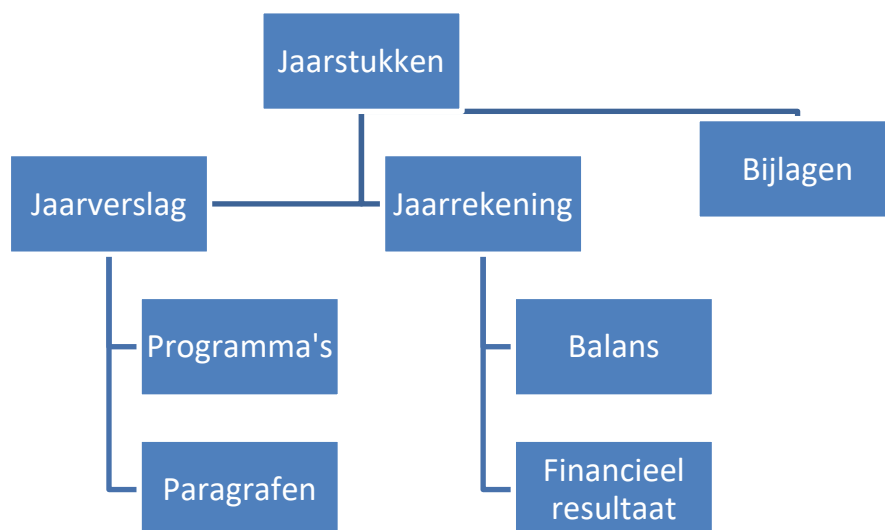 Jaarstukken
Bijlagen
Jaarverslag
Jaarrekening
Programma's
Balans
Paragrafen
Financieel
resultaat